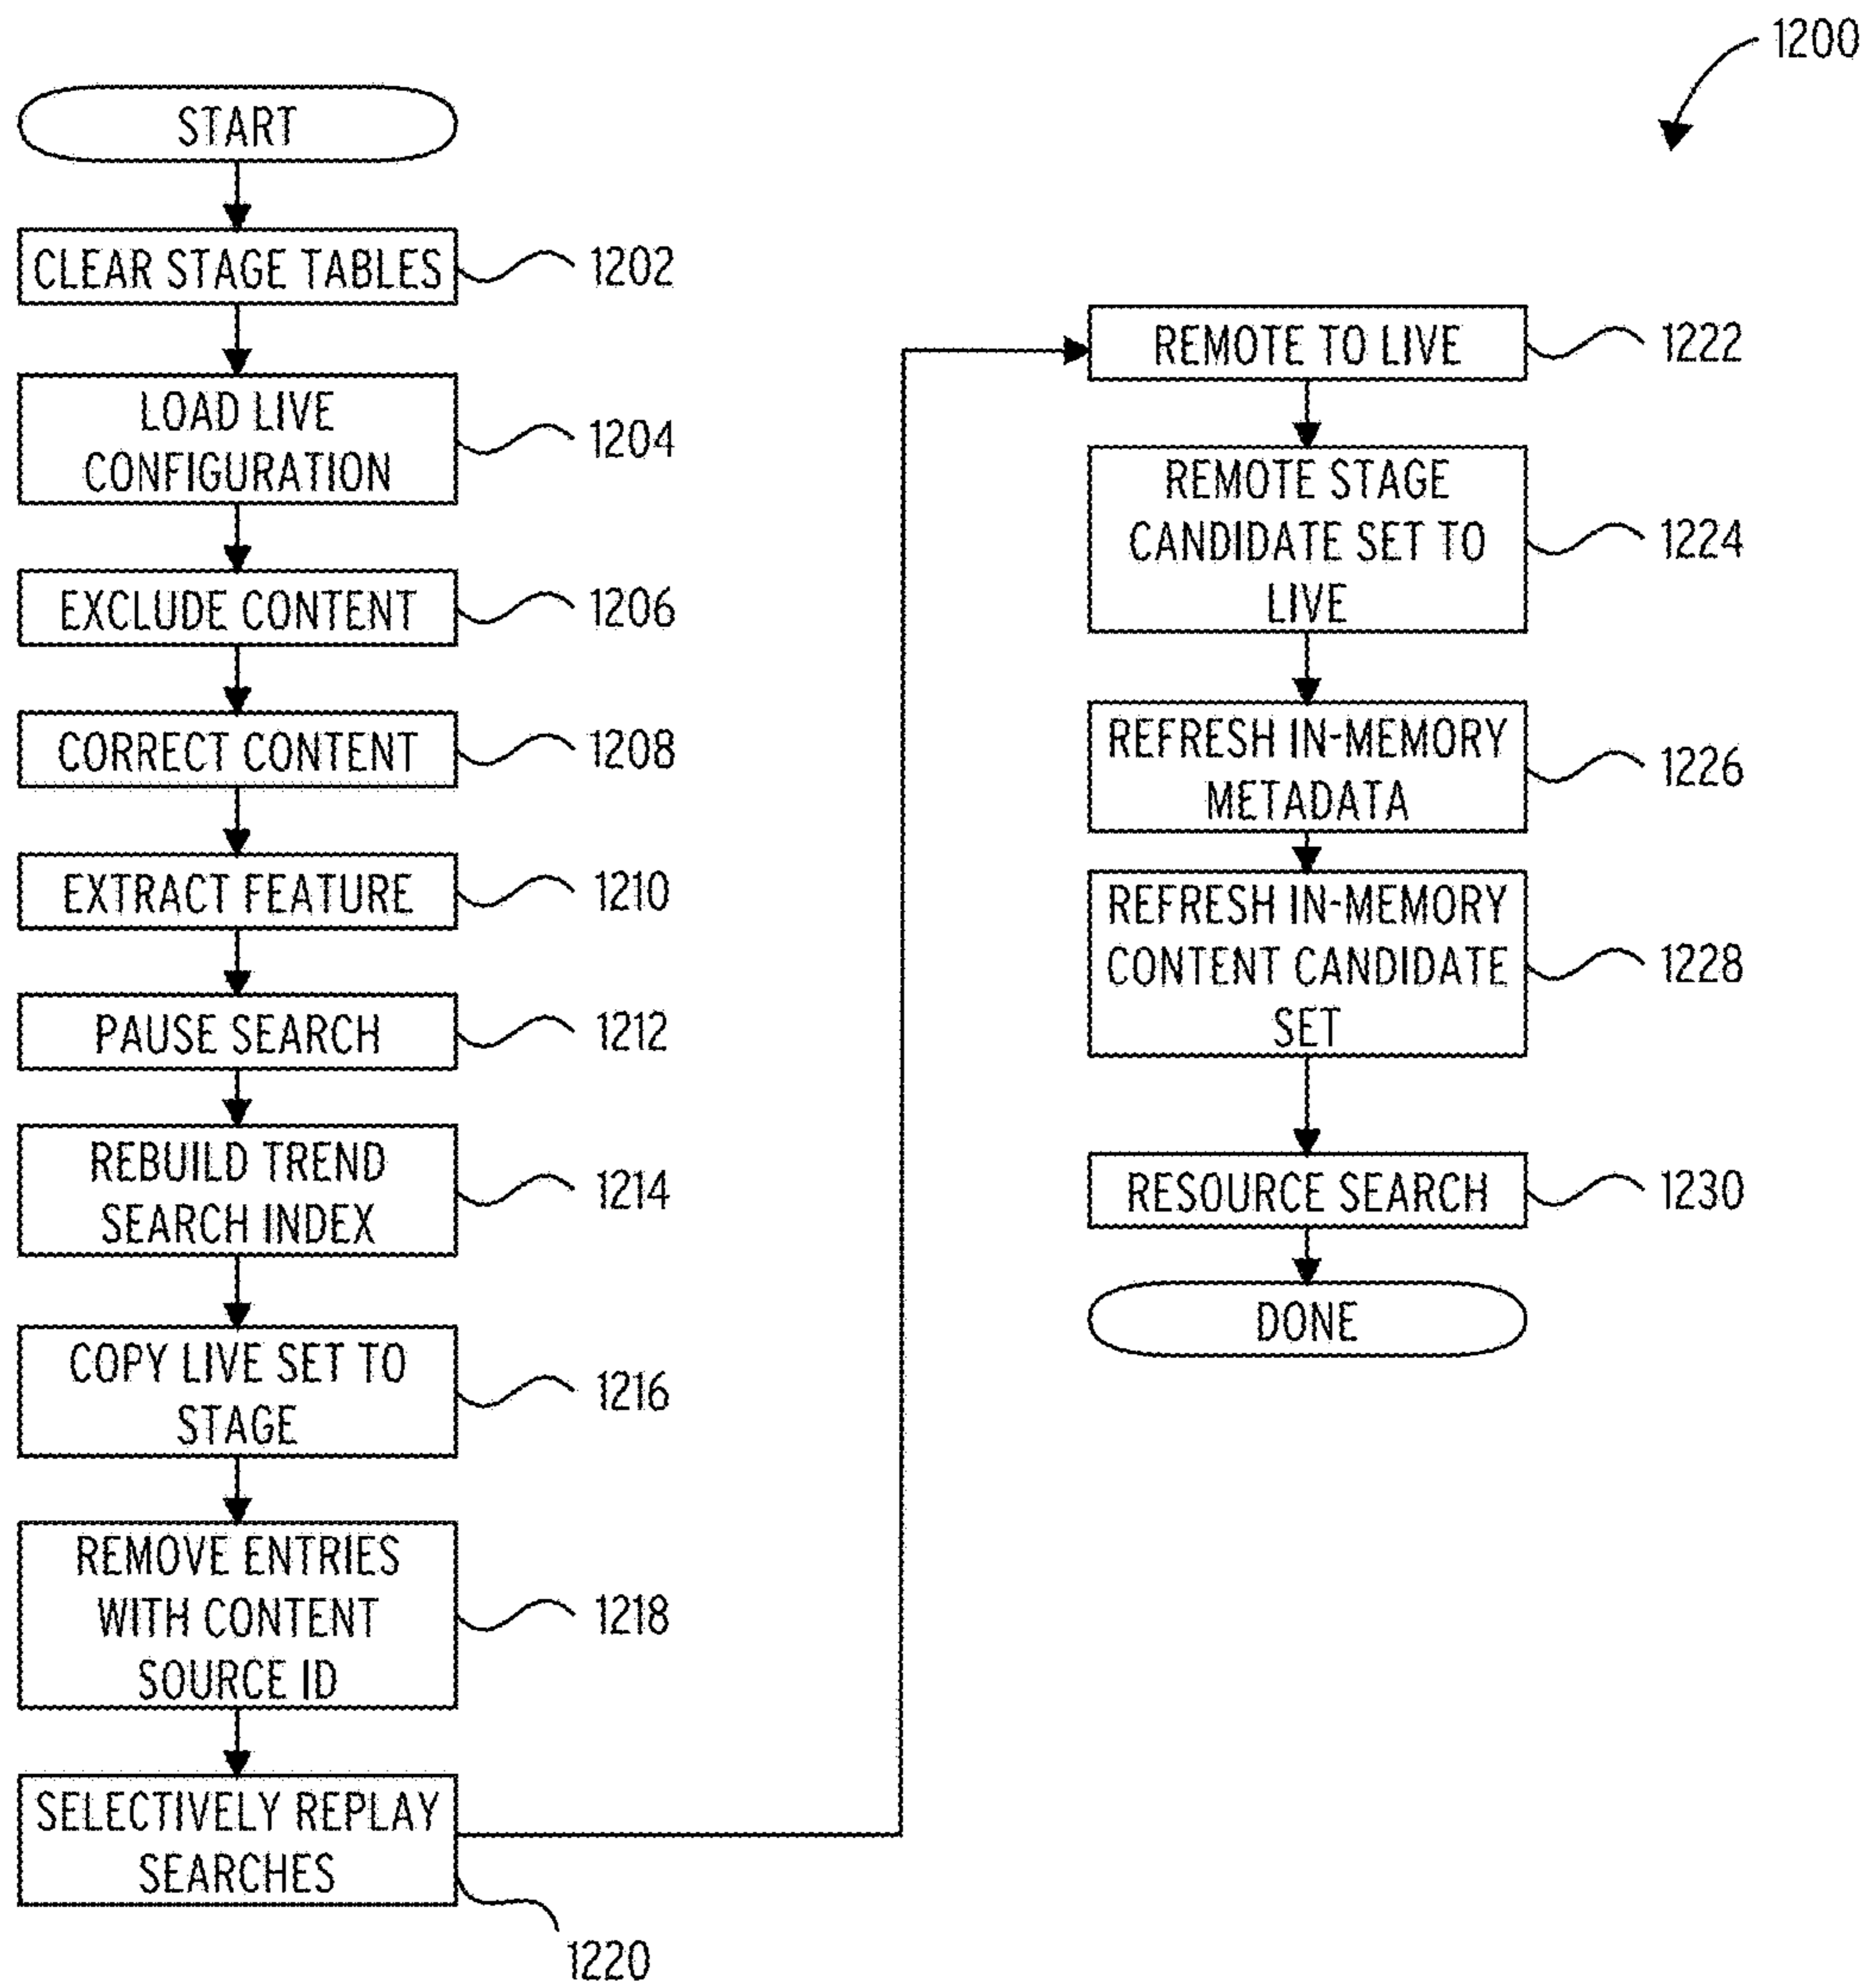 1200
START
CLEAR STAGE TABLES
1202
LOAD LIVE
CONFIGURATION
1204
EXCLUDE CONTENT
1206
CORRECT CONTENT
1208
EXTRACT FEATURE
1210
PAUSE SEARCH
1212
REBUILD TREND
SEARCH INDEX
1214
COPY LIVE SET TO
STAGE
1216
REMOVE ENTRIES
WITH CONTENT
SOURCE ID
1218
SELECTIVELY REPLAY
SEARCHES
1220
REMOTE TO LIVE
1222
REMOTE STAGE
CANDIDATE SET TO
LIVE
1224
REFRESH IN-MEMORY
METADATA
1226
REFRESH IN-MEMORY
CONTENT CANDIDATE
SET
1228
RESOURCE SEARCH
1230
DONE